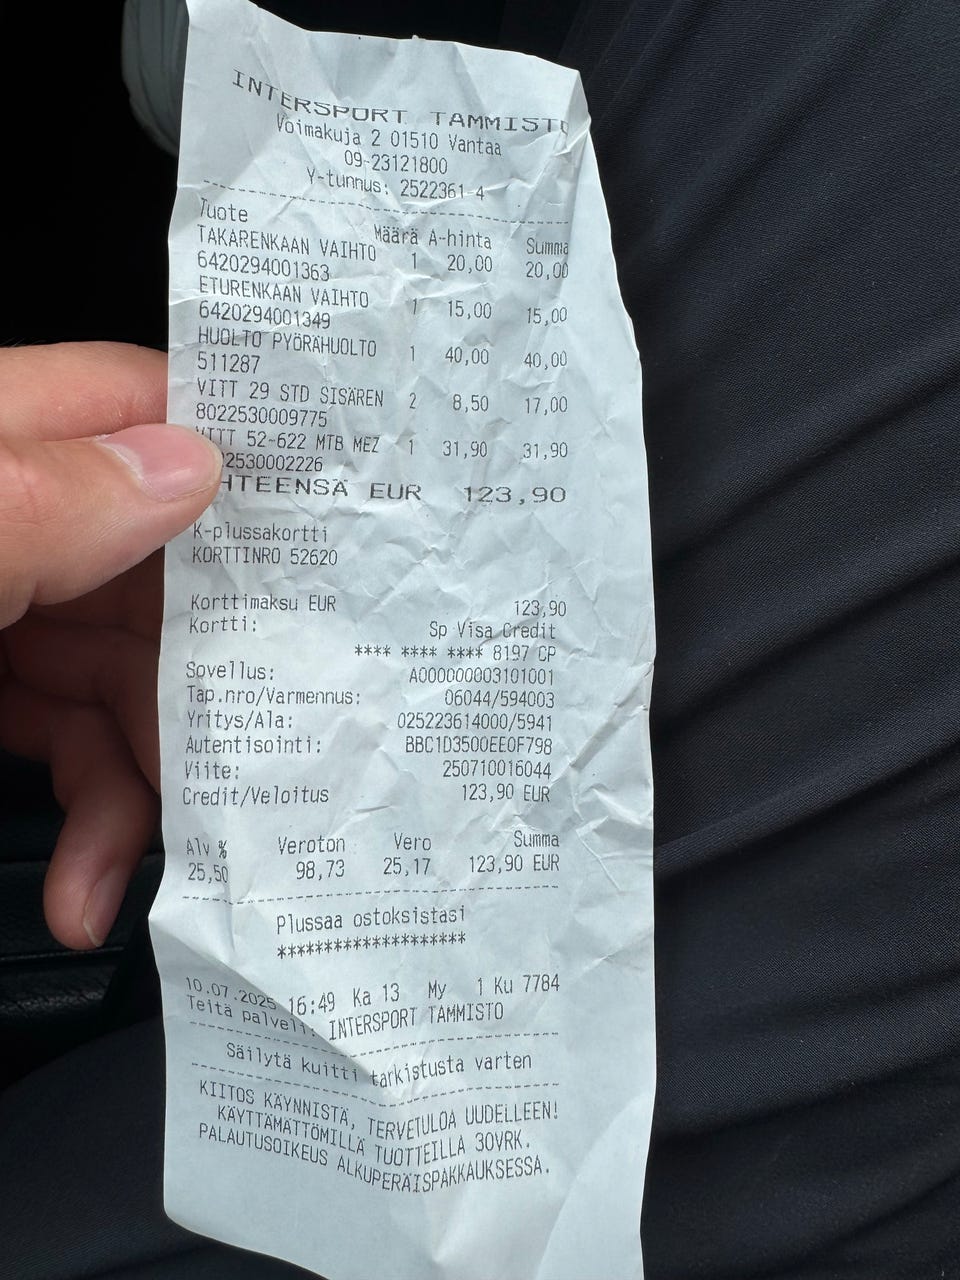 INTERSPORT TAMMISTO
Voimakuja 2 01510 Vantaa
09-23121800
Y-tunnus: 2522361-4
Tuote Määrä A-hinta Summa
TAKARENKAAN VAIHTO 1 20,00 20,00
6420294001363
ETURENKAAN VAIHTO 1 15,00 15,00
6420294001349
HUOLTO PYÖRÄHUOLTO 1 40,00 40,00
511287
VITT 29 STD SISÄREN 2 8,50 17,00
8022530009775
VITT 52-622 MTB MEZ 1 31,90 31,90
2530002226
HTEENSÄ EUR 123,90
K-plussakortti
KORTTINRO 52620
Korttimaksu EUR 123,90
Kortti: Sp Visa Credit
**** **** **** 8197 CP
Sovellus: A0000000003101001
Tap.nro/Varmennus: 06044/594003
Yritys/Ala: 025223614000/5941
Autentisointi: BBC1D3500EE0F798
Viite: 250710016044
Credit/Veloitus 123,90 EUR
Alv % Veroton Vero Summa
25,50 98,73 25,17 123,90 EUR
Plussaa ostoksistasi
********************
10.07.2025 16:49 Ka 13 My 1 Ku 7784
Teitä palveli: INTERSPORT TAMMISTO
Säilytä kuitti tarkistusta varten
KIITOS KÄYNNISTÄ, TERVETULOA UUDELLEEN!
KÄYTTÄMÄTTÖMILLÄ TUOTTEILLA 30VRK.
PALAUTUSOIKEUS ALKUPERÄISPAKKAUKSESSA.